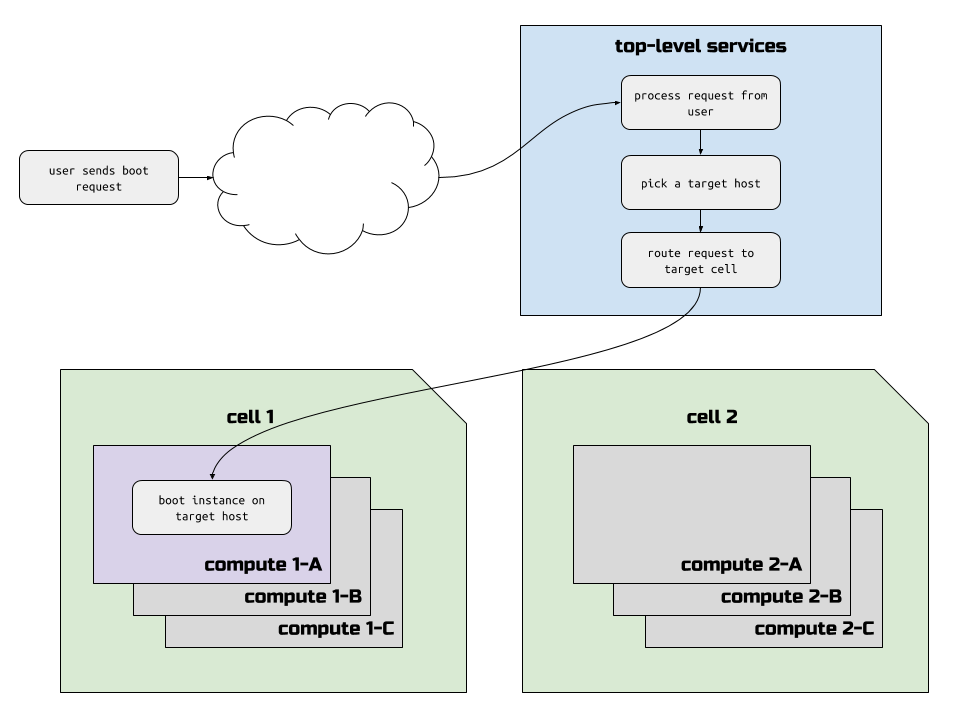 top-level services
process request from
user
user sends boot
request
pick a target host
route request to
target cell
cell 1
boot instance on
target host
compute 1-A
compute 1-B
compute 1-C
cell 2
compute 2-A
compute 2-B
compute 2-C